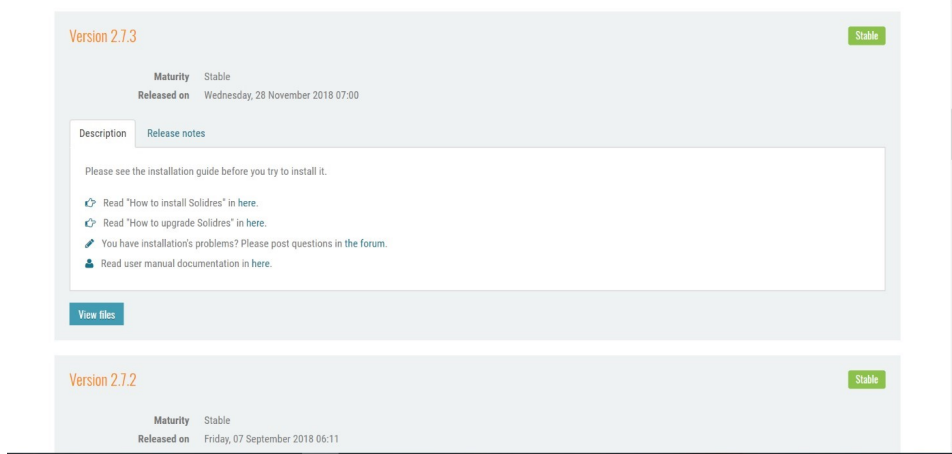 Version 2.7.3
Stable
Maturity Stable
Released on Wednesday, 28 November 2018 07:00
Description Release notes
Please see the installation guide before you try to install it.
Read "How to install Solidres" in here.
Read "How to upgrade Solidres" in here.
You have installation's problems? Please post questions in the forum.
Read user manual documentation in here.
View files
Version 2.7.2
Stable
Maturity Stable
Released on Friday, 07 September 2018 06:11